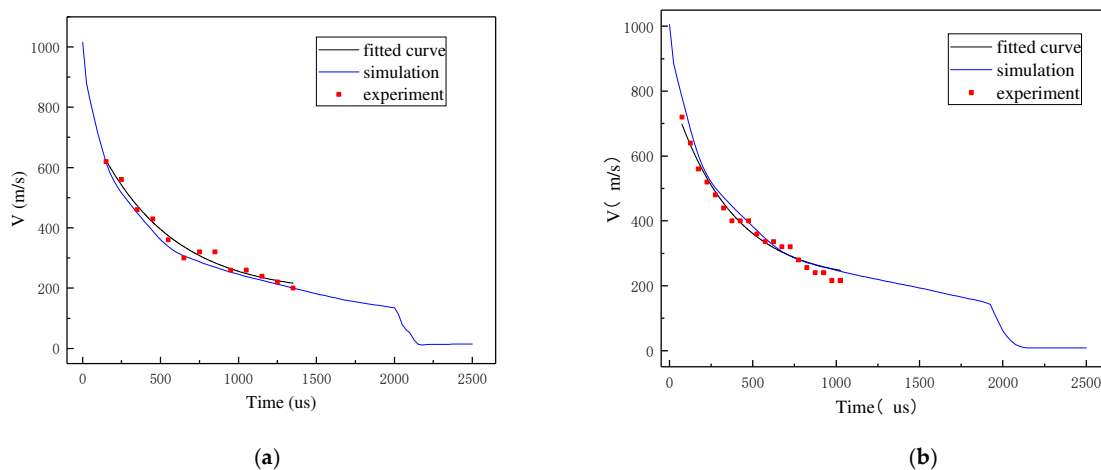 1000
800
600
400
200
0
V (m/s)
fitted curve
simulation
experiment
0 500 1000 1500 2000 2500
Time (us)
(a)
1000
800
600
400
200
0
V( m/s)
fitted curve
simulation
experiment
0 500 1000 1500 2000 2500
Time( us)
(b)